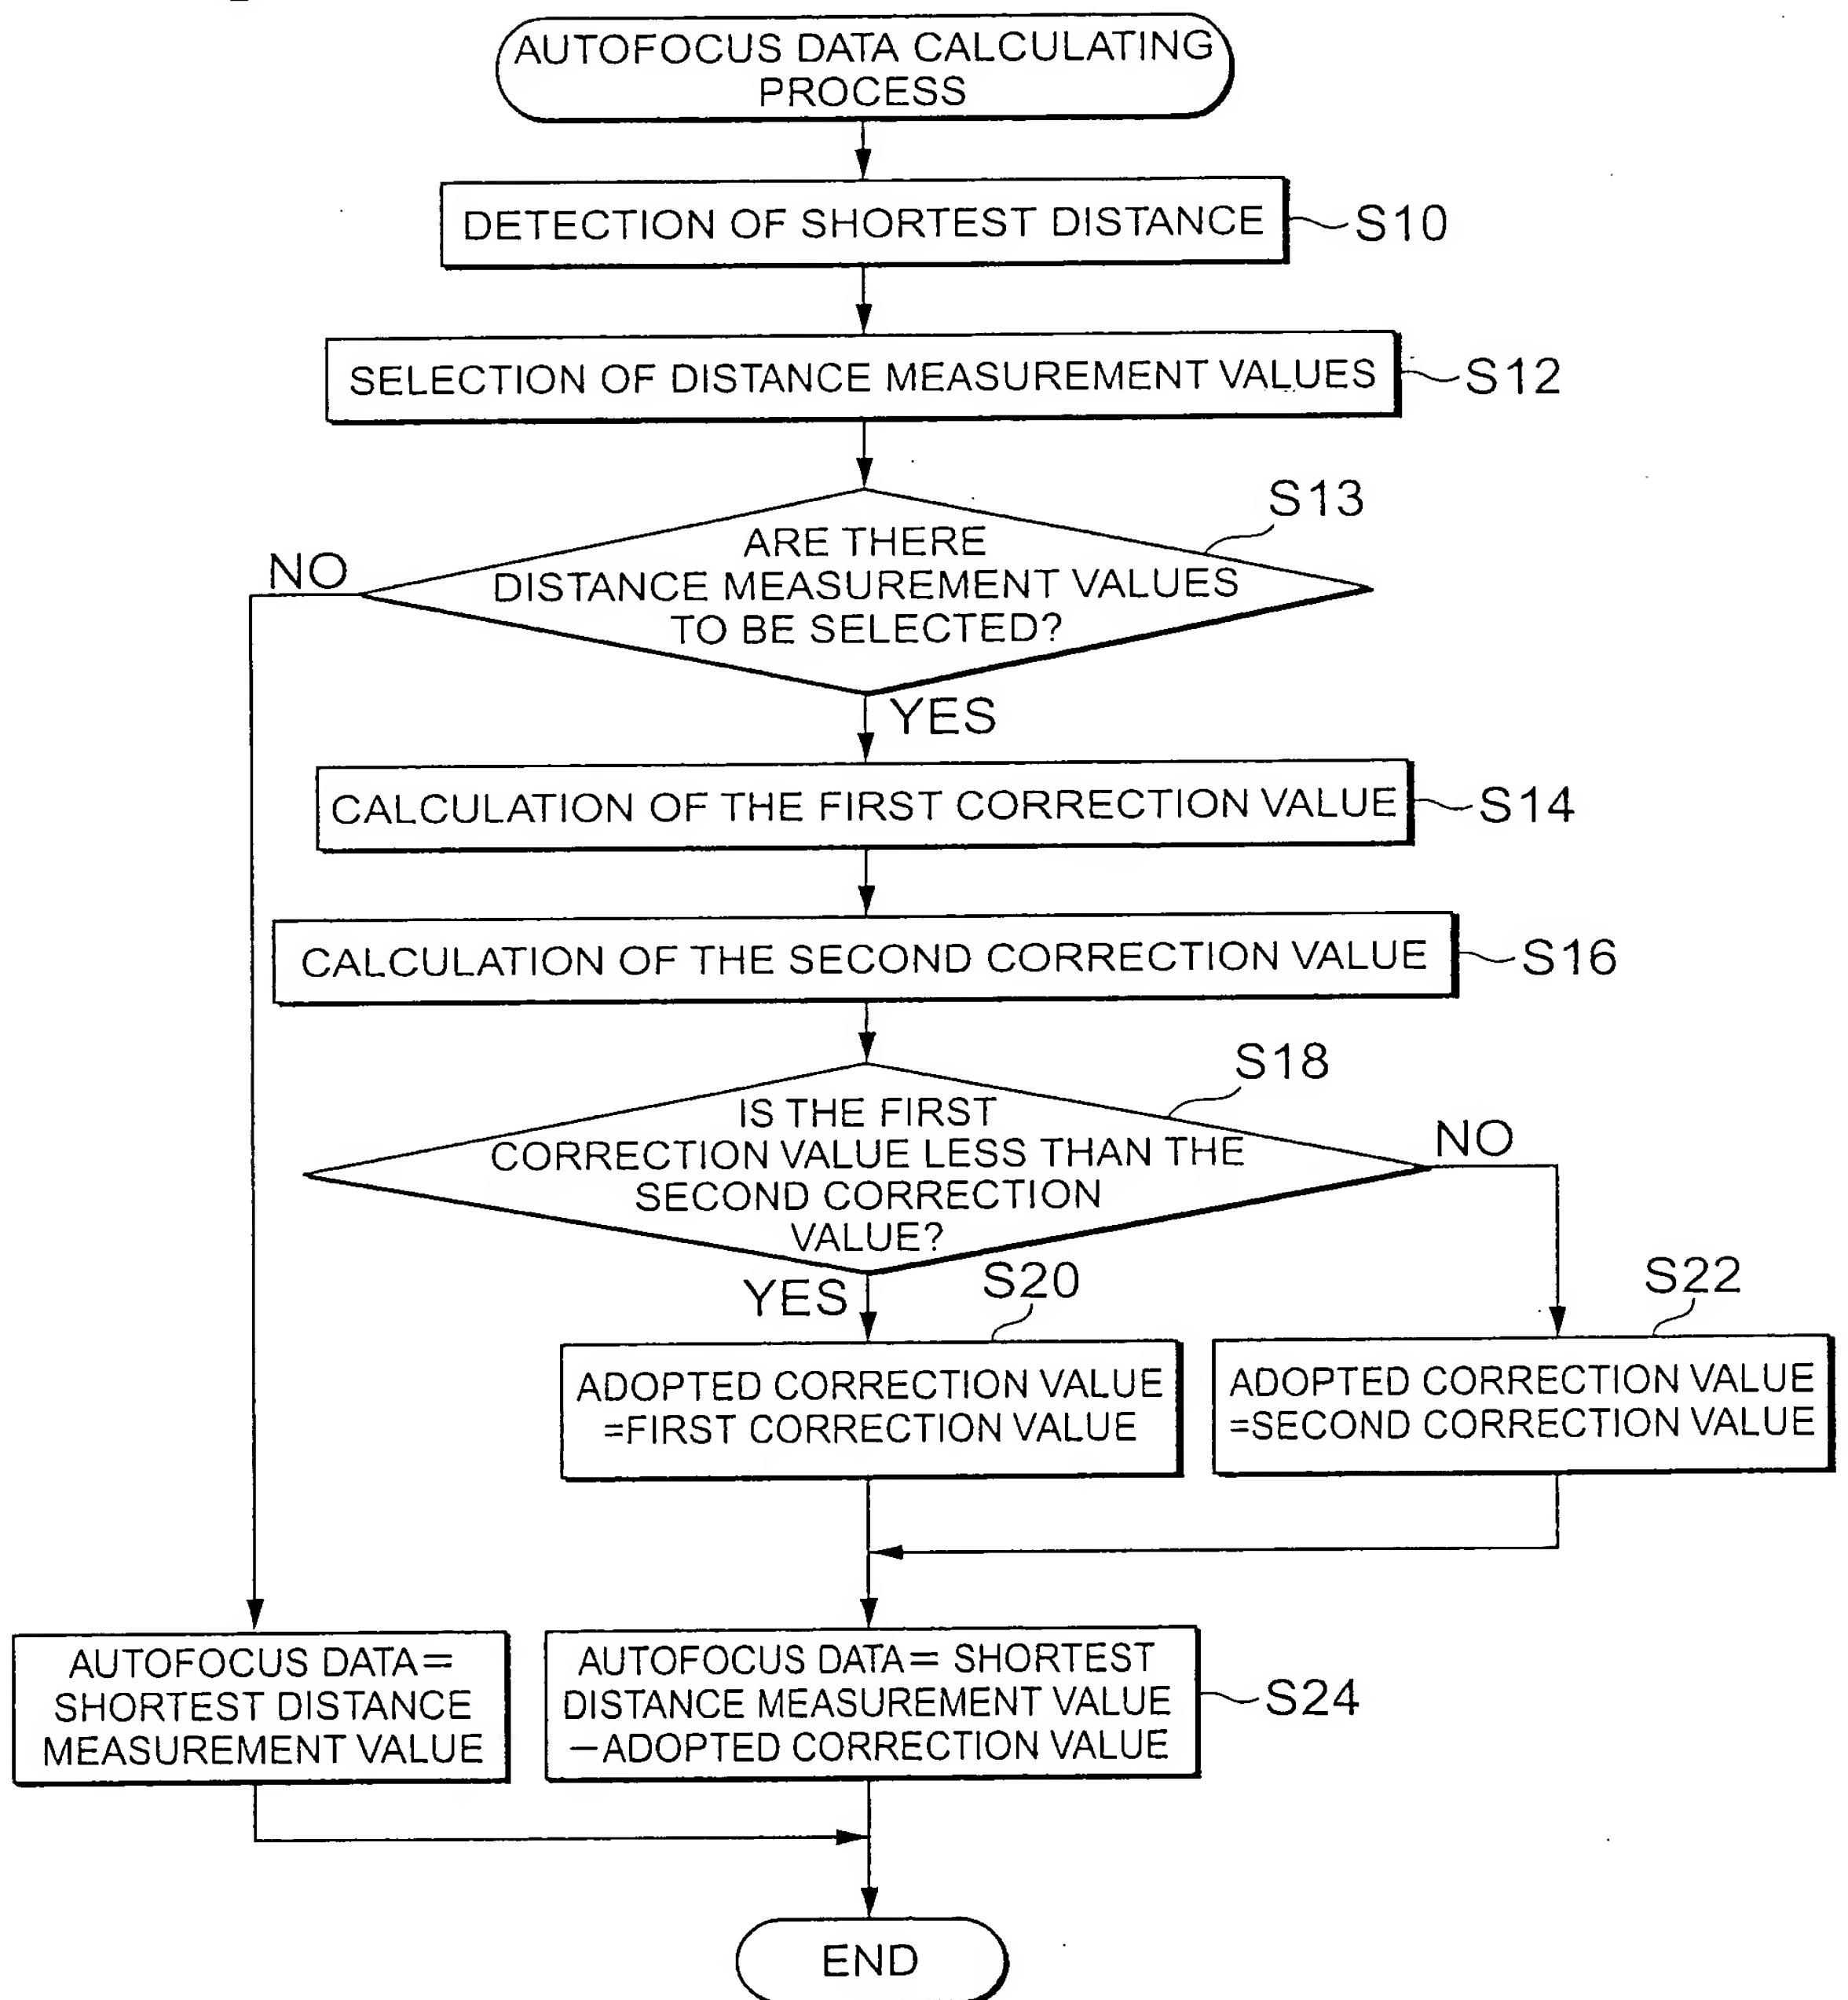 AUTOFOCUS DATA CALCULATING
PROCESS
DETECTION OF SHORTEST DISTANCE
S10
SELECTION OF DISTANCE MEASUREMENT VALUES
S12
S13
ARE THERE
DISTANCE MEASUREMENT VALUES
TO BE SELECTED?
NO
YES
CALCULATION OF THE FIRST CORRECTION VALUE
S14
CALCULATION OF THE SECOND CORRECTION VALUE
S16
S18
IS THE FIRST
CORRECTION VALUE LESS THAN THE
SECOND CORRECTION
VALUE?
NO
YES
S20
S22
ADOPTED CORRECTION VALUE
=FIRST CORRECTION VALUE
ADOPTED CORRECTION VALUE
=SECOND CORRECTION VALUE
AUTOFOCUS DATA=
SHORTEST DISTANCE
MEASUREMENT VALUE
AUTOFOCUS DATA= SHORTEST
DISTANCE MEASUREMENT VALUE
—ADOPTED CORRECTION VALUE
S24
END